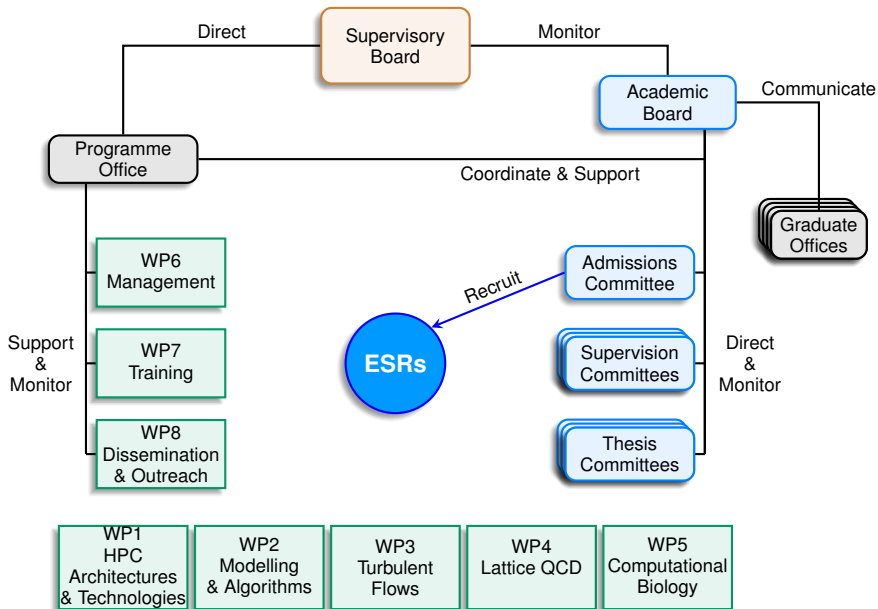 Direct
Supervisory
Board
Monitor
Academic
Board
Communicate
Programme
Office
Coordinate & Support
Graduate
Offices
WP6
Management
Admissions
Committee
Recruit
Support
&
Monitor
WP7
Training
ESRs
Supervision
Committees
Direct
&
Monitor
WP8
Dissemination
& Outreach
Thesis
Committees
WP1
HPC
Architectures
& Technologies
WP2
Modelling
& Algorithms
WP3
Turbulent
Flows
WP4
Lattice QCD
WP5
Computational
Biology